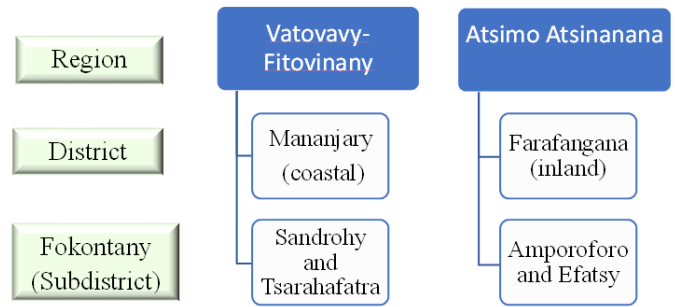 Region
Vatovavy-
Fitovinany
Atsimo Atsinanana
District
Mananjary
(coastal)
Farafangana
(inland)
Fokontany
(Subdistrict)
Sandrohy
and
Tsarahafatra
Amporoforo
and Efatsy